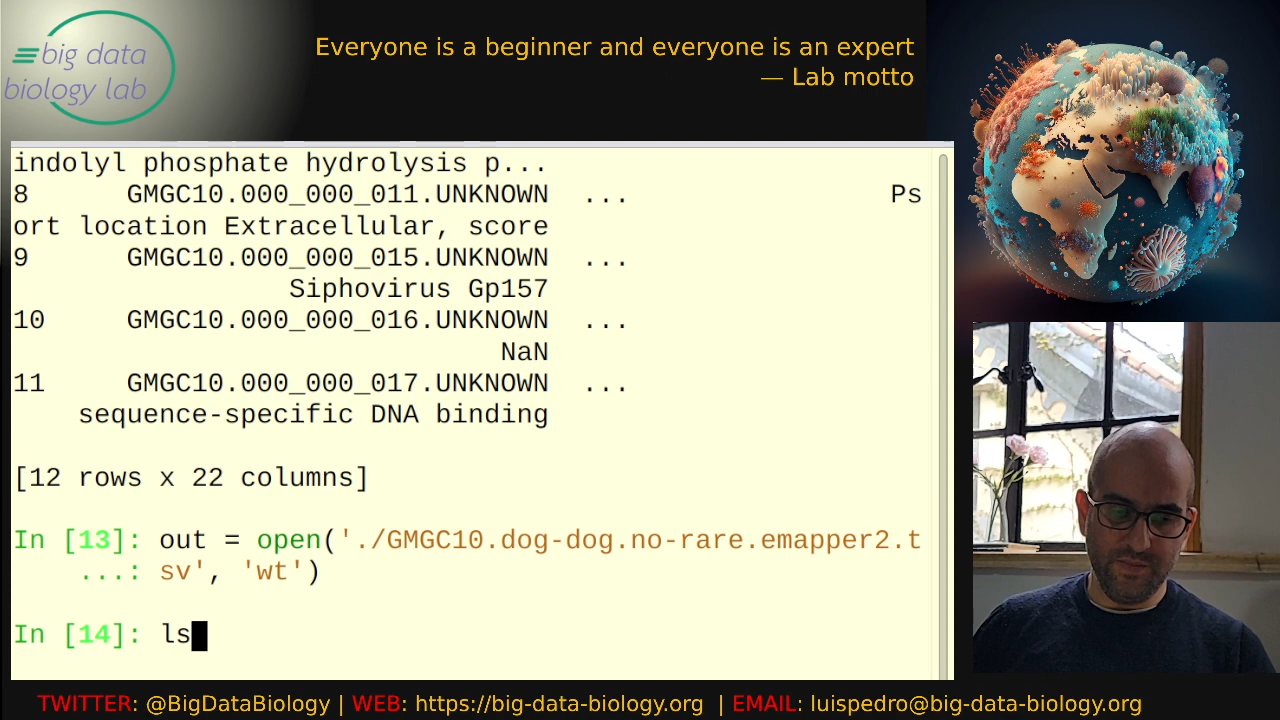 big data
biology lab
Everyone is a beginner and everyone is an expert
— Lab motto
indolyl phosphate hydrolysis p...
8      GMGC10.000_000_011.UNKNOWN  ...                Ps
ort location Extracellular, score
9      GMGC10.000_000_015.UNKNOWN  ...
Siphovirus Gp157
10     GMGC10.000_000_016.UNKNOWN  ...
NaN
11     GMGC10.000_000_017.UNKNOWN  ...
sequence-specific DNA binding
[12 rows x 22 columns]
In [13]: out = open('./GMGC10.dog-dog.no-rare.emapper2.t
...: sv', 'wt')
In [14]: ls
TWITTER: @BigDataBiology | WEB: https://big-data-biology.org | EMAIL: luispedro@big-data-biology.org